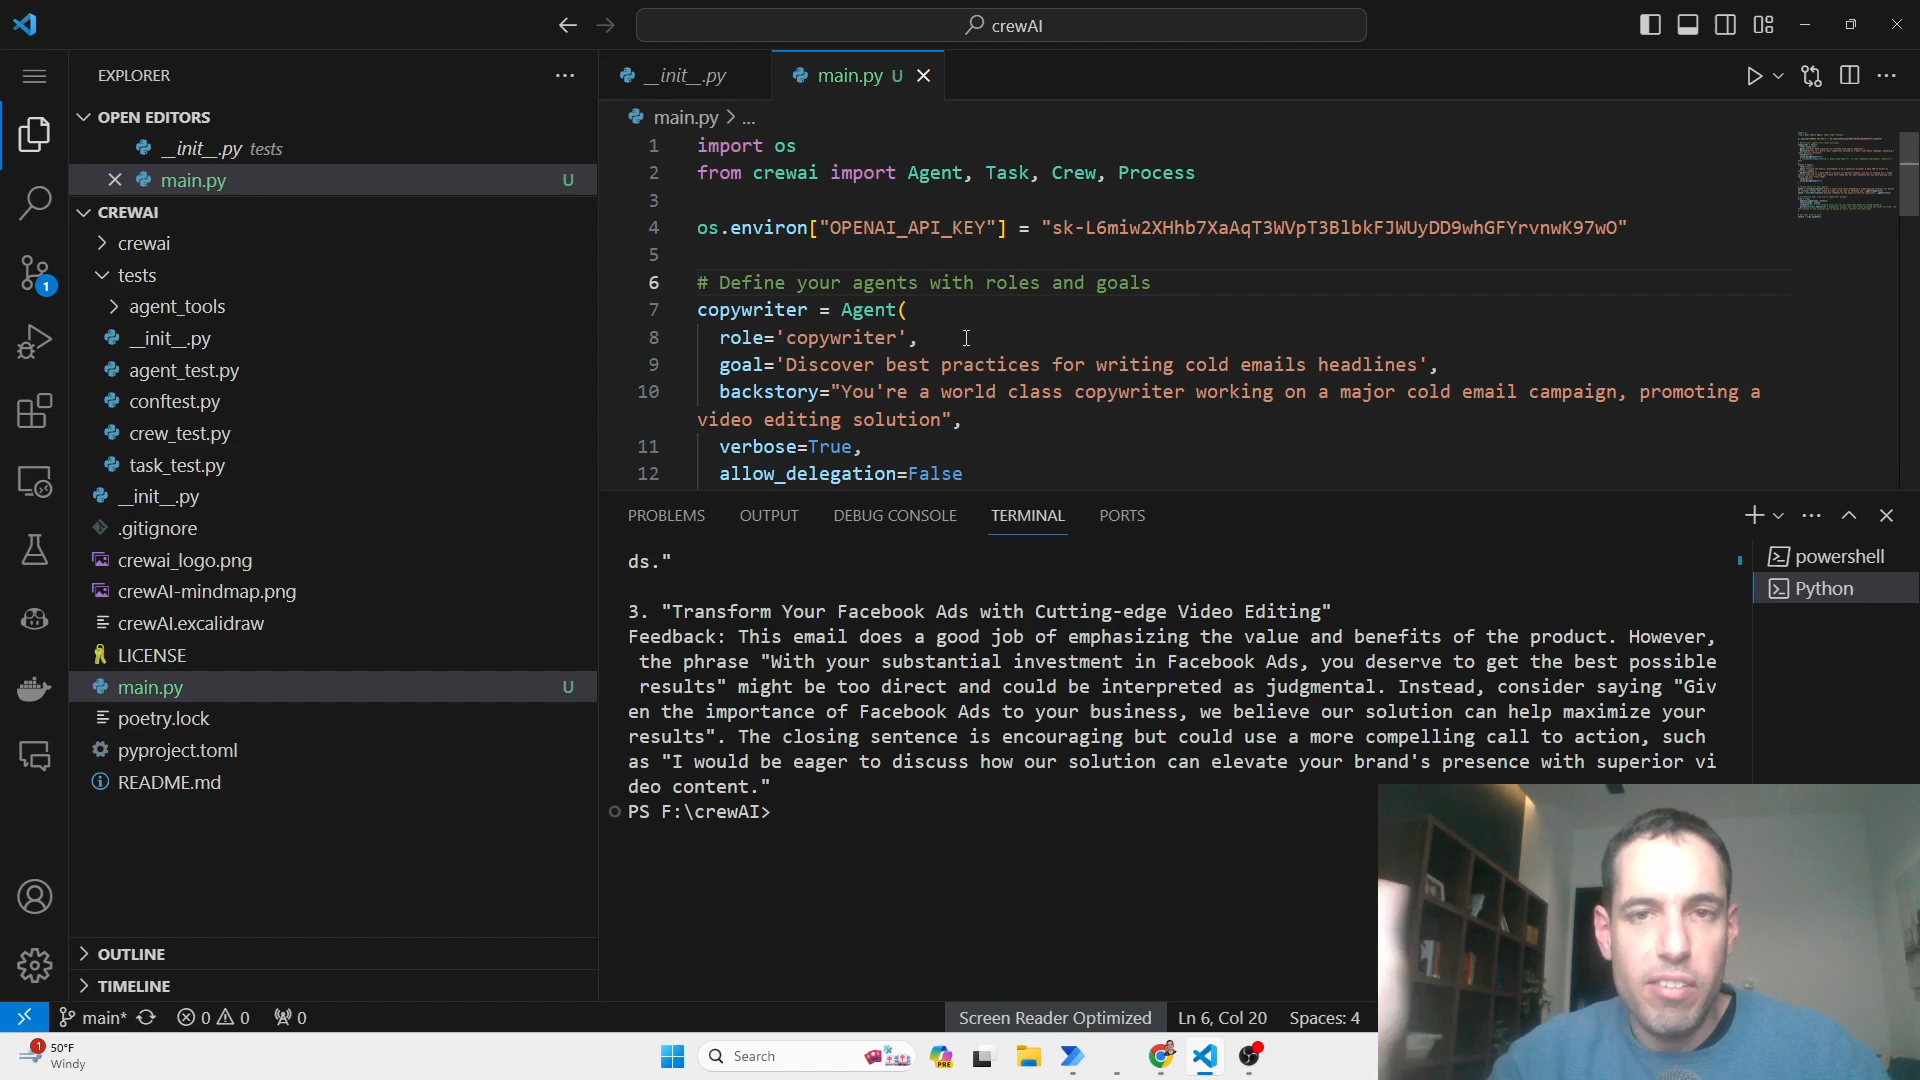 crewAI
EXPLORER
OPEN EDITORS
__init__.py tests
main.py U
CREWAI
crewai
tests
agent_tools
__init__.py
agent_test.py
conftest.py
crew_test.py
task_test.py
__init__.py
.gitignore
crewai_logo.png
crewAI-mindmap.png
crewAI.excalidraw
LICENSE
main.py U
poetry.lock
pyproject.toml
README.md
OUTLINE
TIMELINE
1
__init__.py
main.py U
main.py > ...
1 import os
2 from crewai import Agent, Task, Crew, Process
3
4 os.environ["OPENAI_API_KEY"] = "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"
5
6 # Define your agents with roles and goals
7 copywriter = Agent(
8 role='copywriter',
9 goal='Discover best practices for writing cold emails headlines',
10 backstory="You're a world class copywriter working on a major cold email campaign, promoting a
video editing solution",
11 verbose=True,
12 allow_delegation=False
PROBLEMS OUTPUT DEBUG CONSOLE TERMINAL PORTS
ds."
3. "Transform Your Facebook Ads with Cutting-edge Video Editing"
Feedback: This email does a good job of emphasizing the value and benefits of the product. However,
the phrase "With your substantial investment in Facebook Ads, you deserve to get the best possible
results" might be too direct and could be interpreted as judgmental. Instead, consider saying "Giv
en the importance of Facebook Ads to your business, we believe our solution can help maximize your
results". The closing sentence is encouraging but could use a more compelling call to action, such
as "I would be eager to discuss how our solution can elevate your brand's presence with superior vi
deo content."
PS F:\crewAI>
powershell
Python
main* 0 0 0
Screen Reader Optimized Ln 6, Col 20 Spaces: 4
1
50°F
Windy
Search
PRE